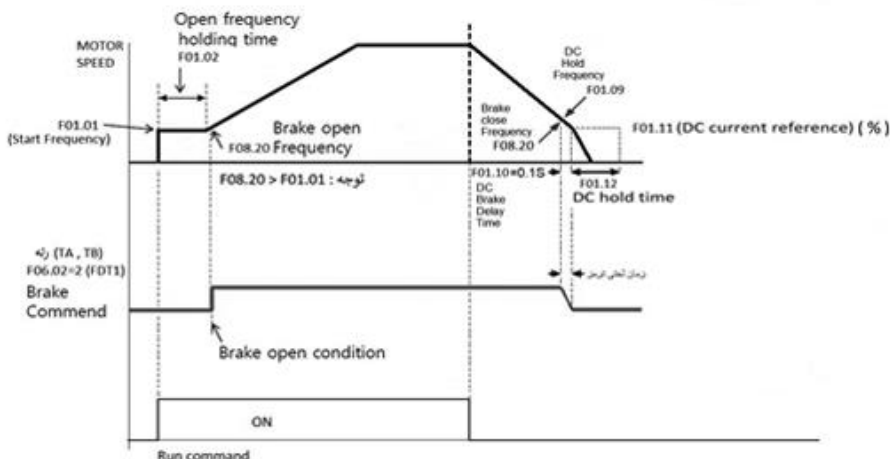 Open frequency
holding time
F01.02
MOTOR
SPEED
F01.01
(Start Frequency)
Brake open
F08.20 Frequency
F08.20 > F01.01 : توجه
DC
Hold
Frequency
F01.09
Brake
close
Frequency
F08.20
F01.11 (DC current reference) ( % )
F01.10=0.1S
DC
Brake
Delay
Time
F01.12
DC hold time
رله (TA , TB)
F06.02=2 (FDT1)
Brake
Commend
زمان تأخیر ترمز
Brake open condition
ON
Run command